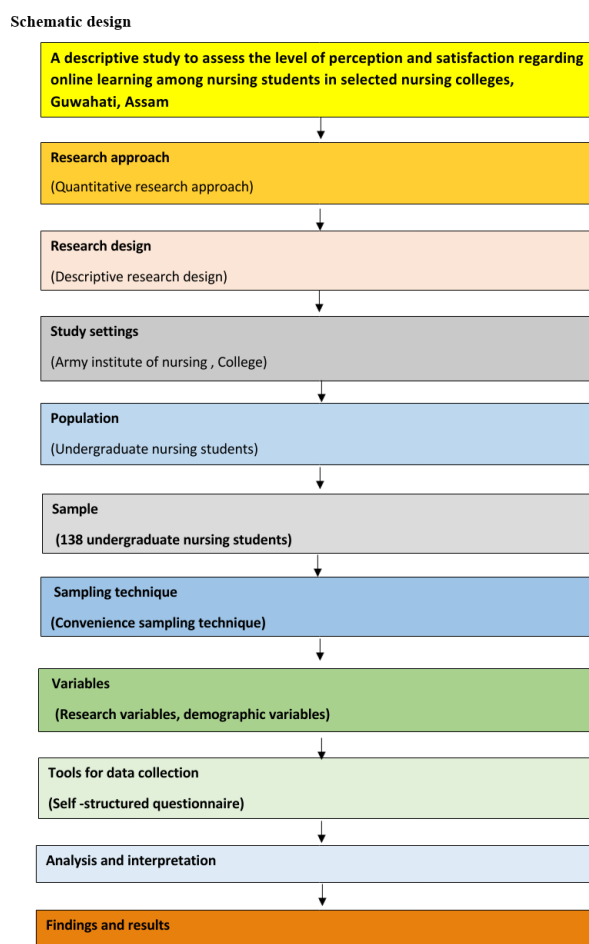 Schematic design
A descriptive study to assess the level of perception and satisfaction regarding
online learning among nursing students in selected nursing colleges,
Guwahati, Assam
Research approach
(Quantitative research approach)
Research design
(Descriptive research design)
Study settings
(Army institute of nursing , College)
Population
(Undergraduate nursing students)
Sample
(138 undergraduate nursing students)
Sampling technique
(Convenience sampling technique)
Variables
(Research variables, demographic variables)
Tools for data collection
(Self -structured questionnaire)
Analysis and interpretation
Findings and results